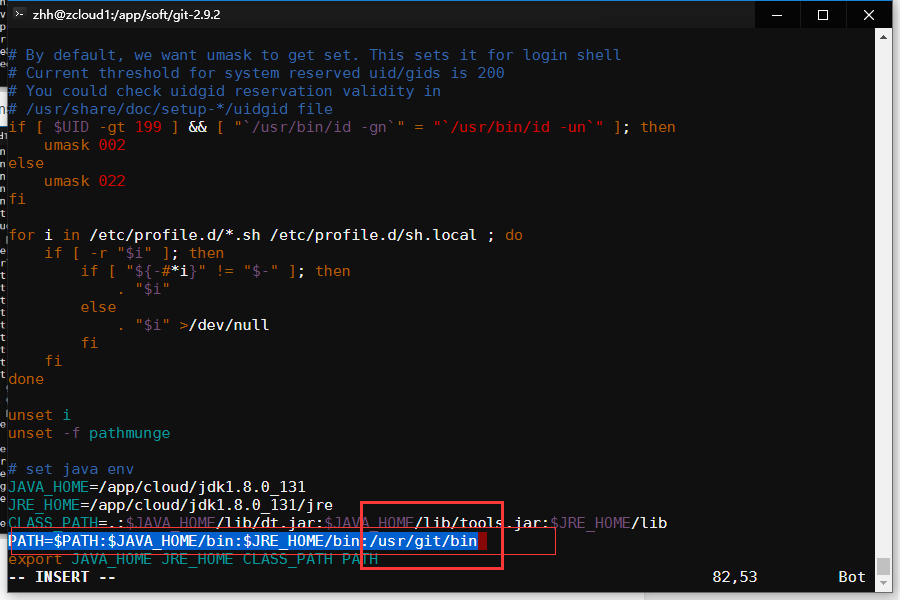 zhh@zcloud1:/app/soft/git-2.9.2
# By default, we want umask to get set. This sets it for login shell
# Current threshold for system reserved uid/gids is 200
# You could check uidgid reservation validity in
# /usr/share/doc/setup-*/uidgid file
if [ $UID -gt 199 ] && [ "`/usr/bin/id -gn`" = "`/usr/bin/id -un`" ]; then
    umask 002
else
    umask 022
fi
for i in /etc/profile.d/*.sh /etc/profile.d/sh.local ; do
    if [ -r "$i" ]; then
        if [ "${-#*i}" != "$-" ]; then
            . "$i"
        else
            . "$i" >/dev/null
        fi
    fi
done
unset i
unset -f pathmunge
# set java env
JAVA_HOME=/app/cloud/jdk1.8.0_131
JRE_HOME=/app/cloud/jdk1.8.0_131/jre
CLASS_PATH=.:$JAVA_HOME/lib/dt.jar:$JAVA_HOME/lib/tools.jar:$JRE_HOME/lib
PATH=$PATH:$JAVA_HOME/bin:$JRE_HOME/bin:/usr/git/bin
export JAVA_HOME JRE_HOME CLASS_PATH PATH
-- INSERT -- 82,53 Bot